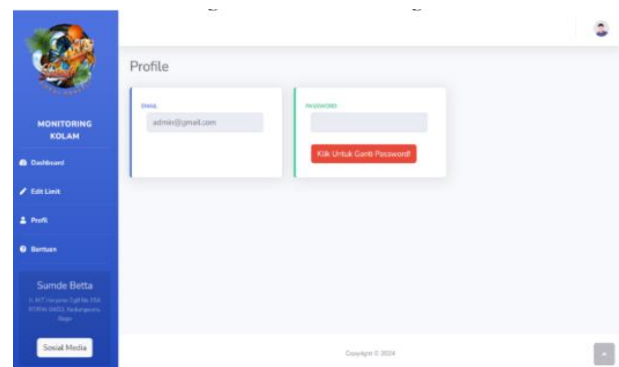 MONITORING
KOLAM
Dashboard
Edit Limit
Profil
Bantuan
Sumde Betta
Sosial Media
Profile
EMAIL
admin@gmail.com
PASSWORD
Klik Untuk Ganti Password!
Copyright © 2024